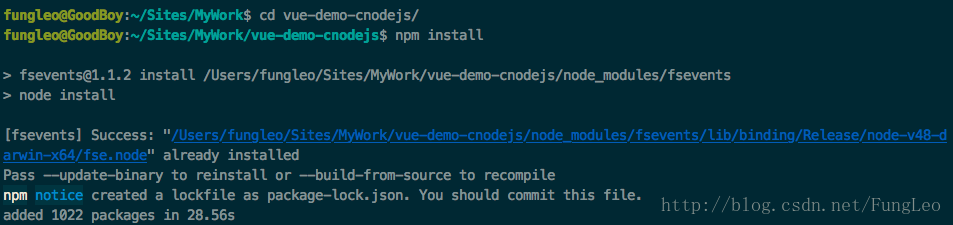 fungleo@GoodBoy:~/Sites/MyWork$ cd vue-demo-cnodejs/
fungleo@GoodBoy:~/Sites/MyWork/vue-demo-cnodejs$ npm install
> fsevents@1.1.2 install /Users/fungleo/Sites/MyWork/vue-demo-cnodejs/node_modules/fsevents
> node install
[fsevents] Success: "/Users/fungleo/Sites/MyWork/vue-demo-cnodejs/node_modules/fsevents/lib/binding/Release/node-v48-d
arwin-x64/fse.node" already installed
Pass --update-binary to reinstall or --build-from-source to recompile
npm notice created a lockfile as package-lock.json. You should commit this file.
added 1022 packages in 28.56s
http://blog.csdn.net/FungLeo